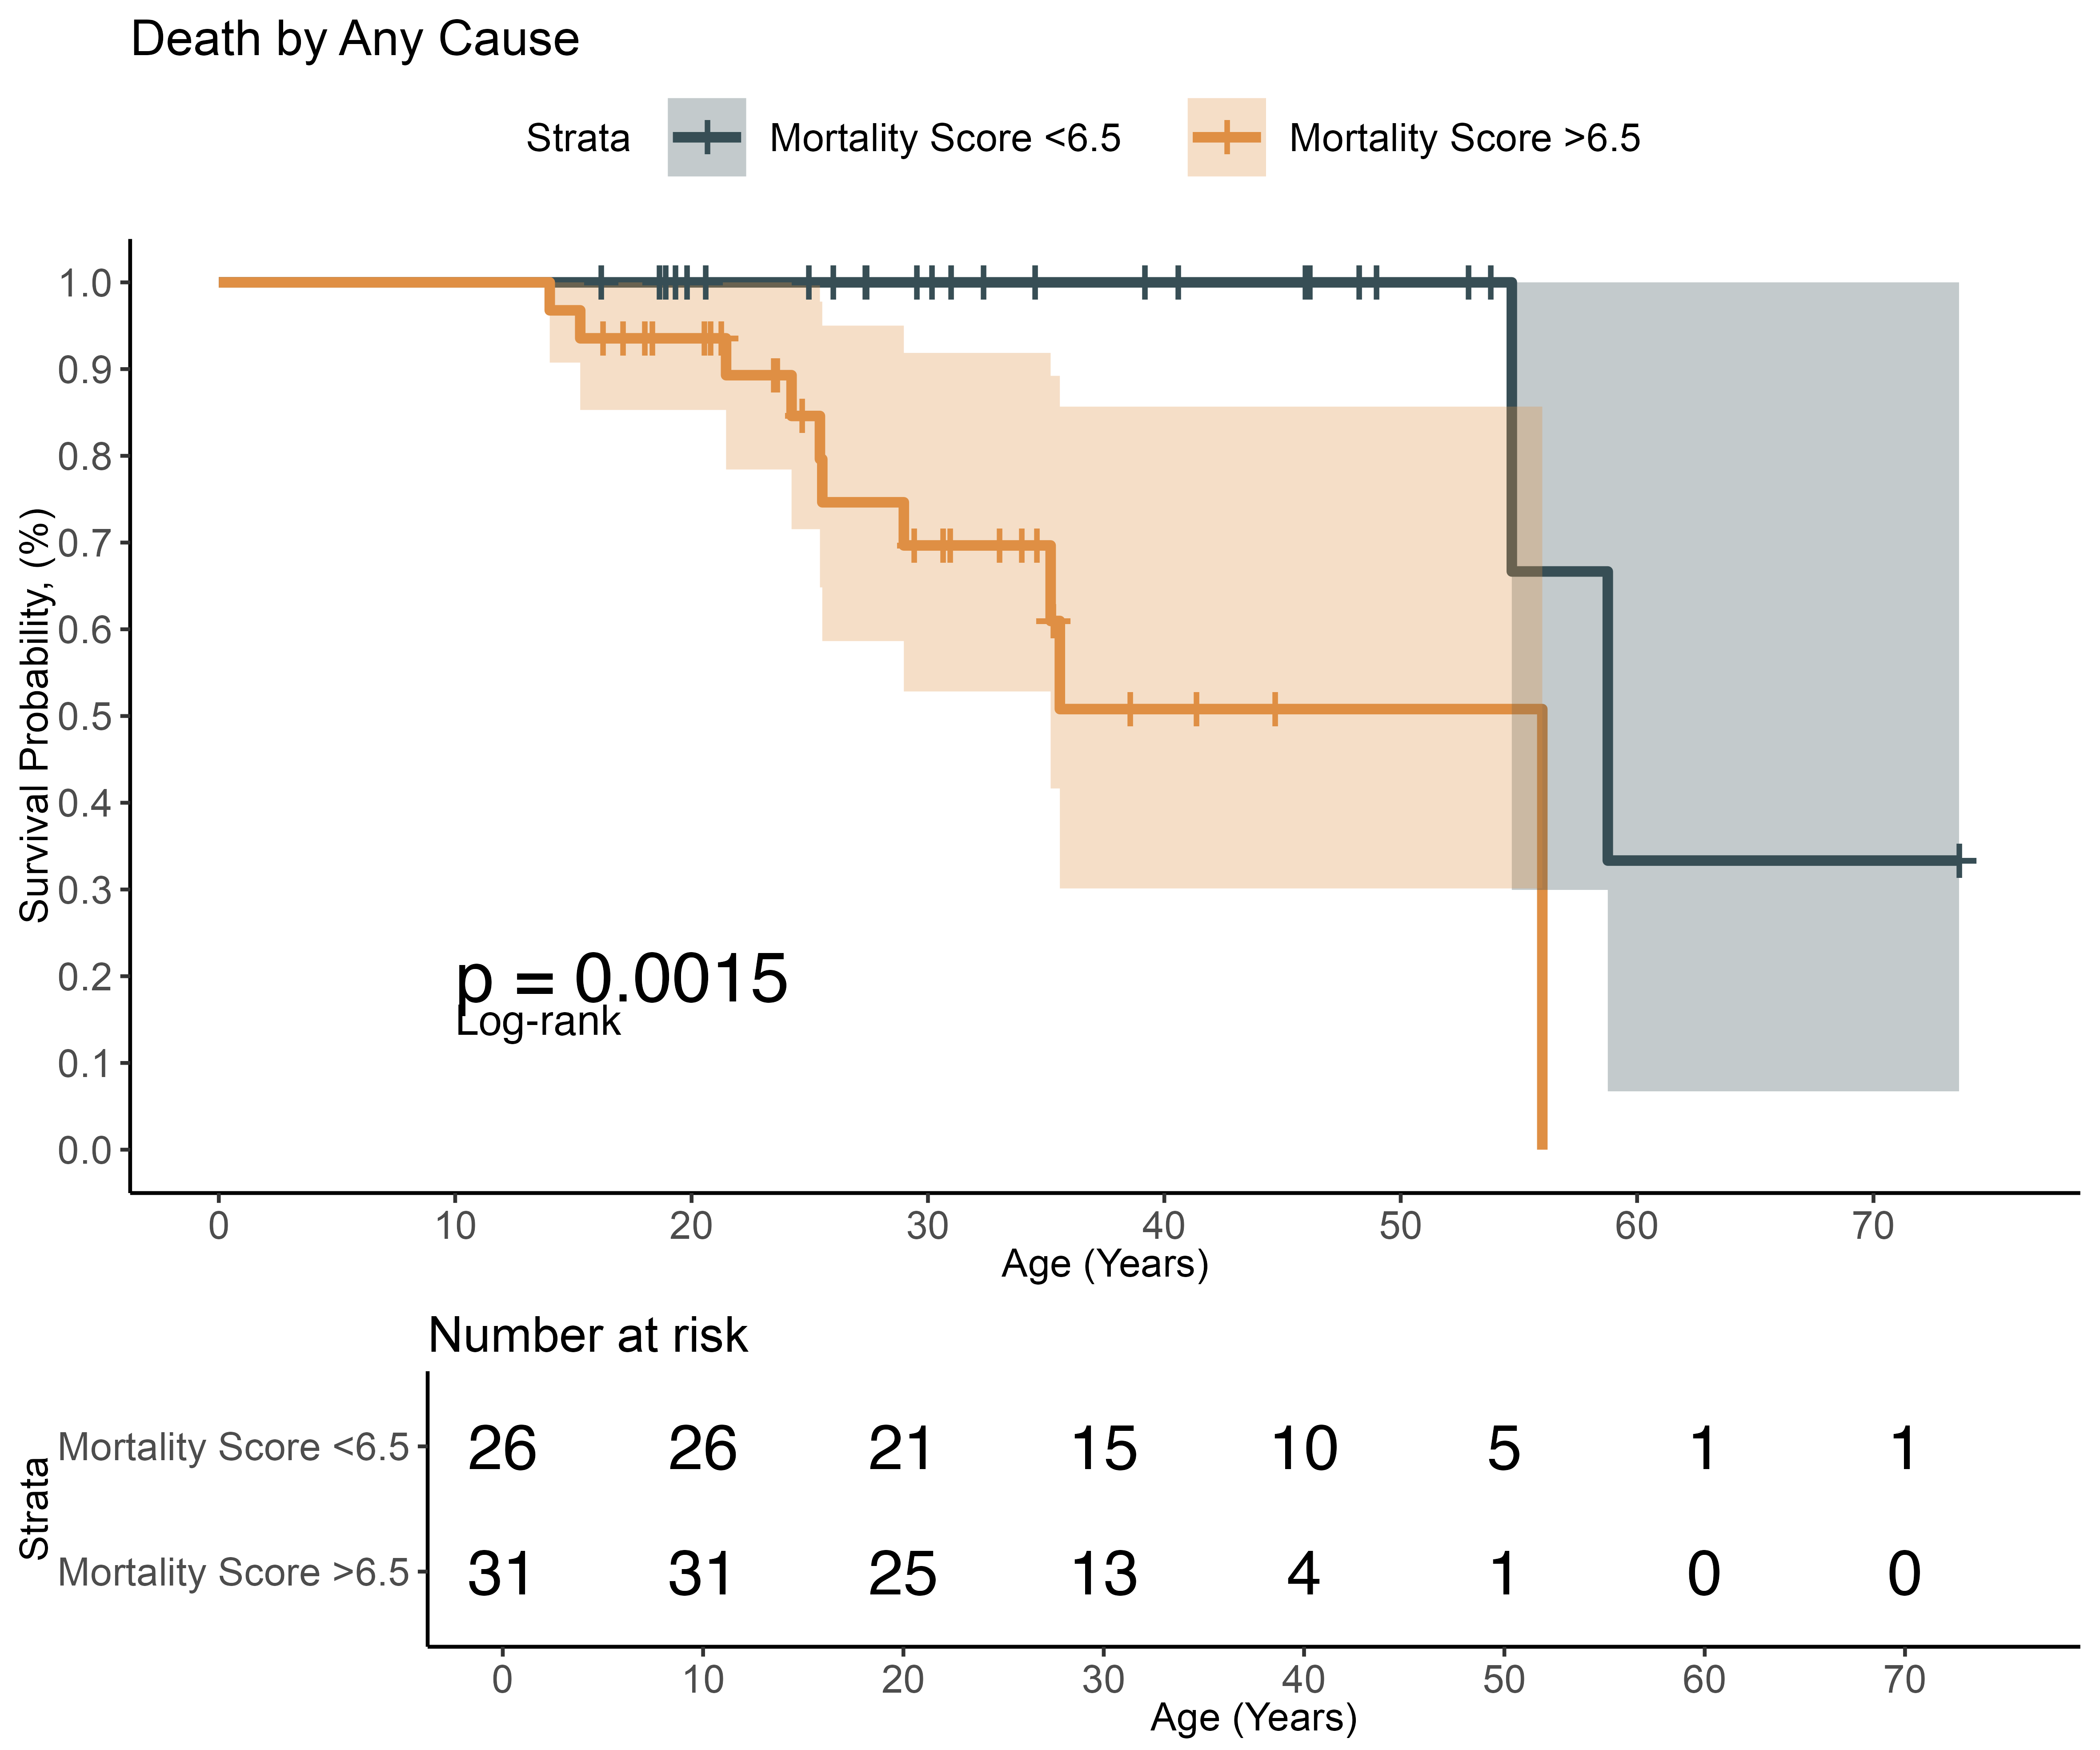 Death by Any Cause
Strata Mortality Score <6.5 Mortality Score >6.5
Survival Probability, (%)
1.0
0.9
0.8
0.7
0.6
0.5
0.4
0.3
0.2
0.1
0.0
p = 0.0015
Log-rank
0 10 20 30 40 50 60 70
Age (Years)
Number at risk
Strata
Mortality Score <6.5 26 26 21 15 10 5 1 1
Mortality Score >6.5 31 31 25 13 4 1 0 0
0 10 20 30 40 50 60 70
Age (Years)